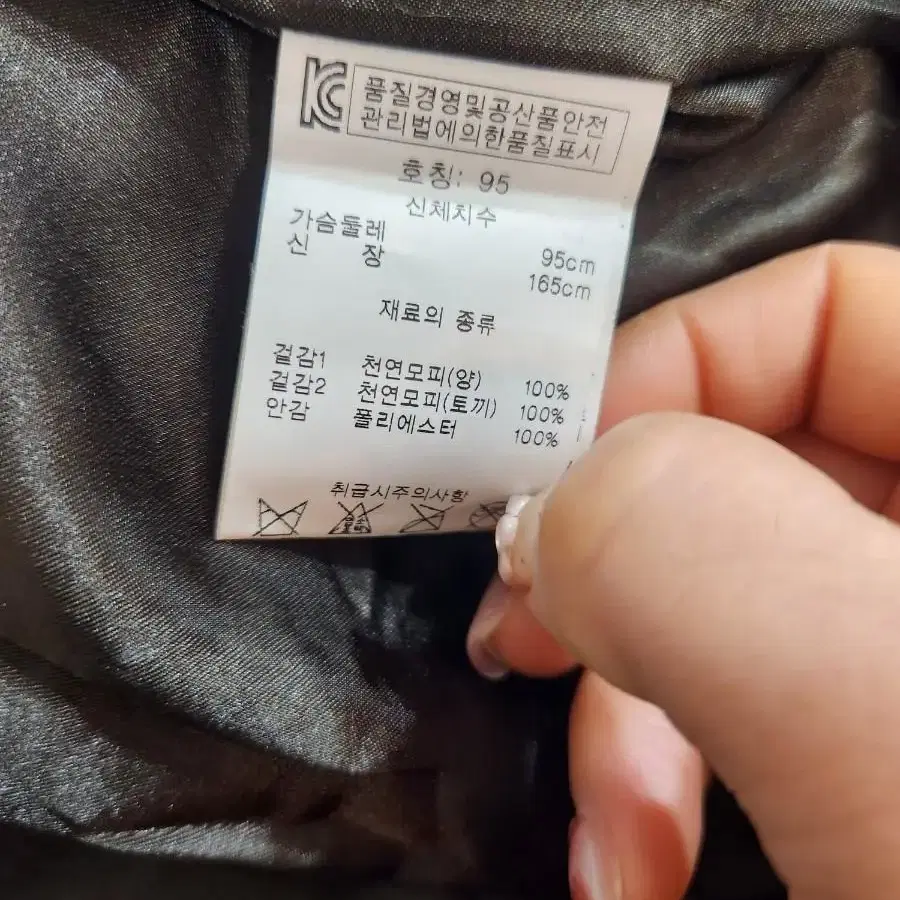 KC
품질경영및공산품안전
관리법에의한품질표시
호칭: 95
신체치수
가슴둘레 95cm
신 장 165cm
재료의 종류
겉감1 천연모피(양) 100%
겉감2 천연모피(토끼) 100%
안감 폴리에스터 100%
취급시주의사항